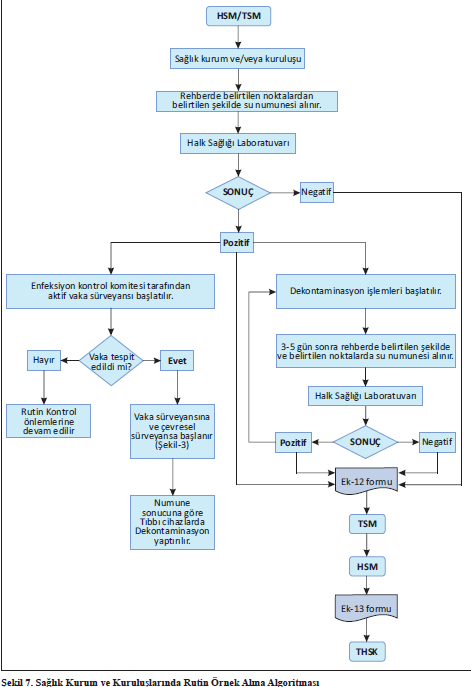 HSM/TSM
Sağlık kurum ve/veya kuruluşu
Rehberde belirtilen noktalardan
belirtilen şekilde su numunesi alınır.
Halk Sağlığı Laboratuvarı
SONUÇ
Negatif
Pozitif
Enfeksiyon kontrol komitesi tarafından
aktif vaka sürveyansı başlatılır.
Dekontaminasyon işlemleri başlatılır.
Hayır
Vaka tespit
edildi mi?
Evet
3-5 gün sonra rehberde belirtilen şekilde
ve belirtilen noktalarda su numunesi alınır.
Halk Sağlığı Laboratuvarı
Rutin Kontrol
önlemlerine
devam edilir
Vaka sürveyansına
ve çevresel
sürveyansa başlanır
(Şekil-3)
Pozitif
SONUÇ
Negatif
Ek-12 formu
Numune
sonucuna göre
Tıbbi cihazlarda
Dekontaminasyon
yaptırılır.
TSM
HSM
Ek-13 formu
THSK
Şekil 7. Sağlık Kurum ve Kuruluşlarında Rutin Örnek Alma Algoritması